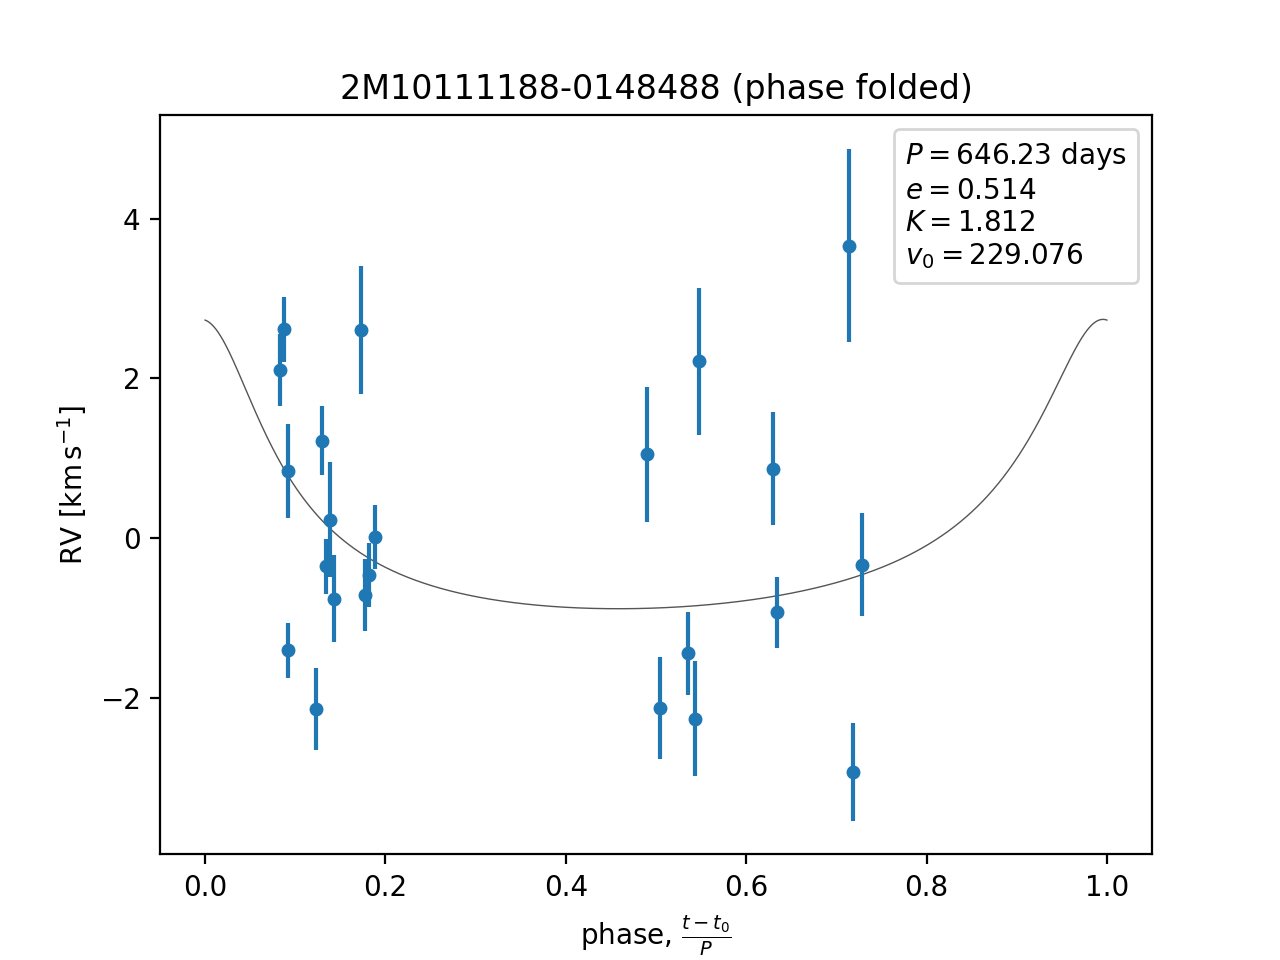 2M10111188-0148488 (phase folded)
P = 646.23 days
e = 0.514
K = 1.812
v₀ = 229.076
4
2
0
−2
RV [km s⁻¹]
0.0 0.2 0.4 0.6 0.8 1.0
phase, (t − t₀)/P